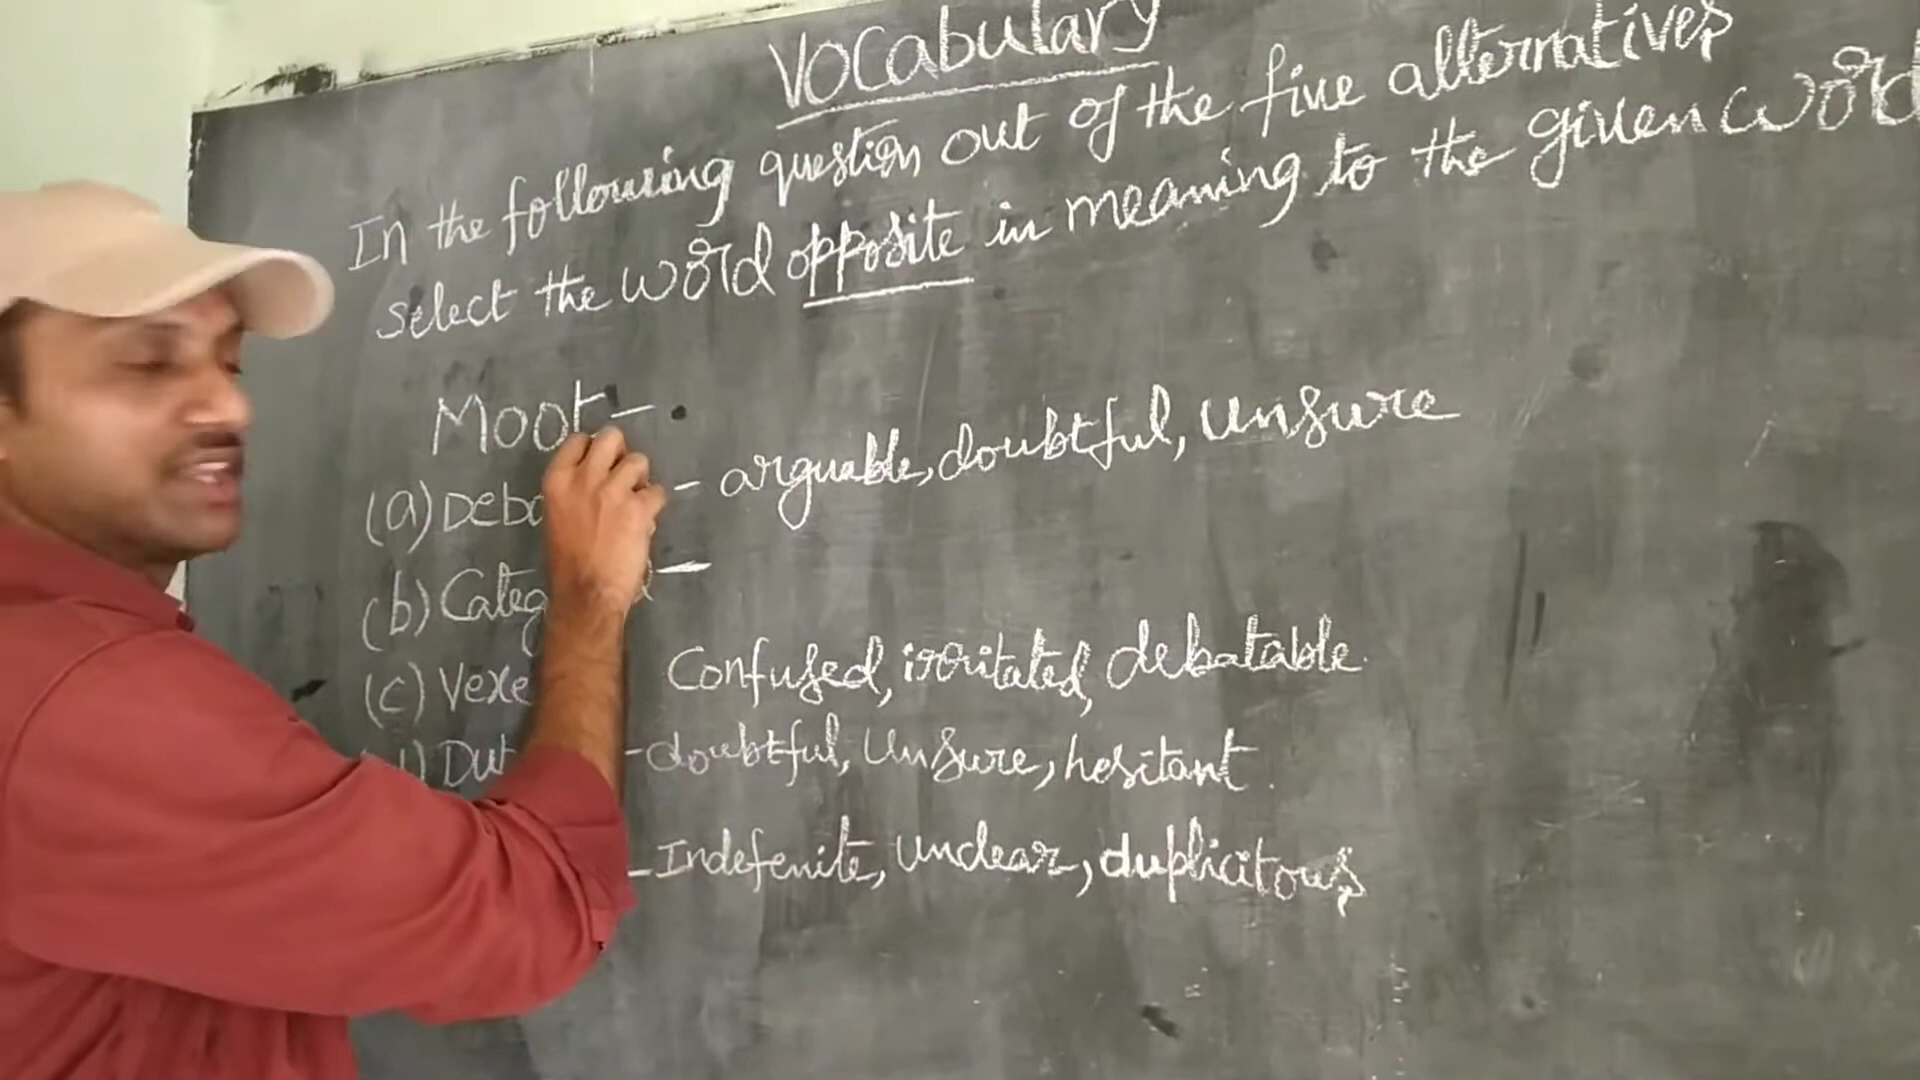 Vocabulary
In the following question out of the five alternatives
select the word opposite in meaning to the given word
Moot -
(a) Deba - arguable, doubtful, unsure
(b) Categ -
(c) Vexe Confused, irritated, debatable.
) Dub - doubtful, Unsure, hesitant.
- Indefenite, unclear, duplicitous